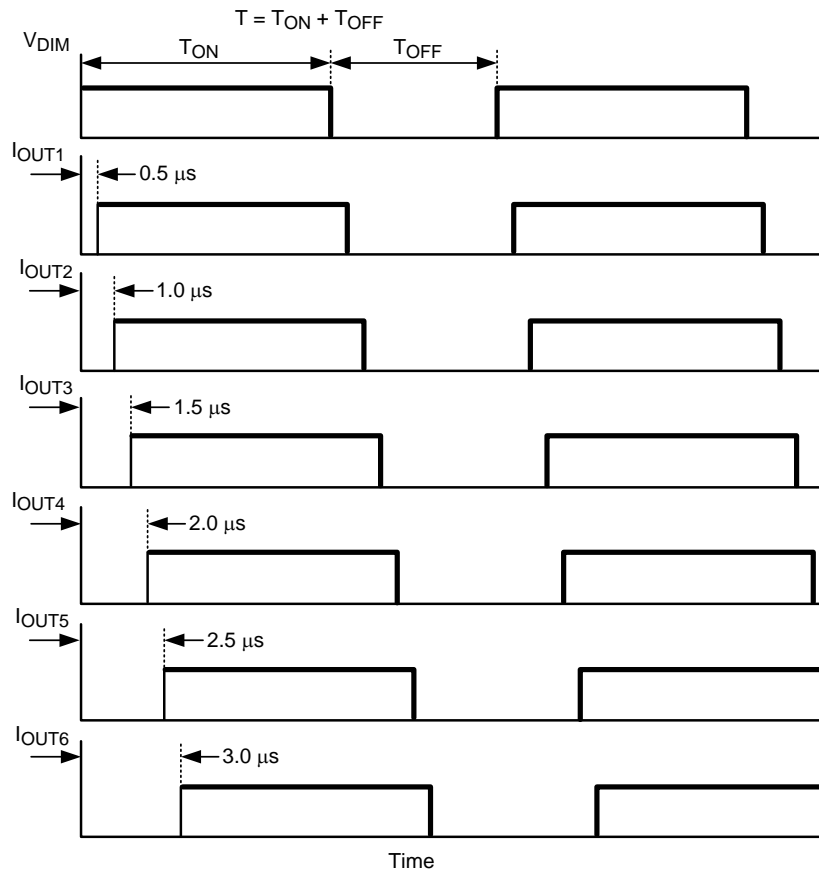 T = TON + TOFF
VDIM
TON
TOFF
IOUT1
0.5 μs
IOUT2
1.0 μs
IOUT3
1.5 μs
IOUT4
2.0 μs
IOUT5
2.5 μs
IOUT6
3.0 μs
Time